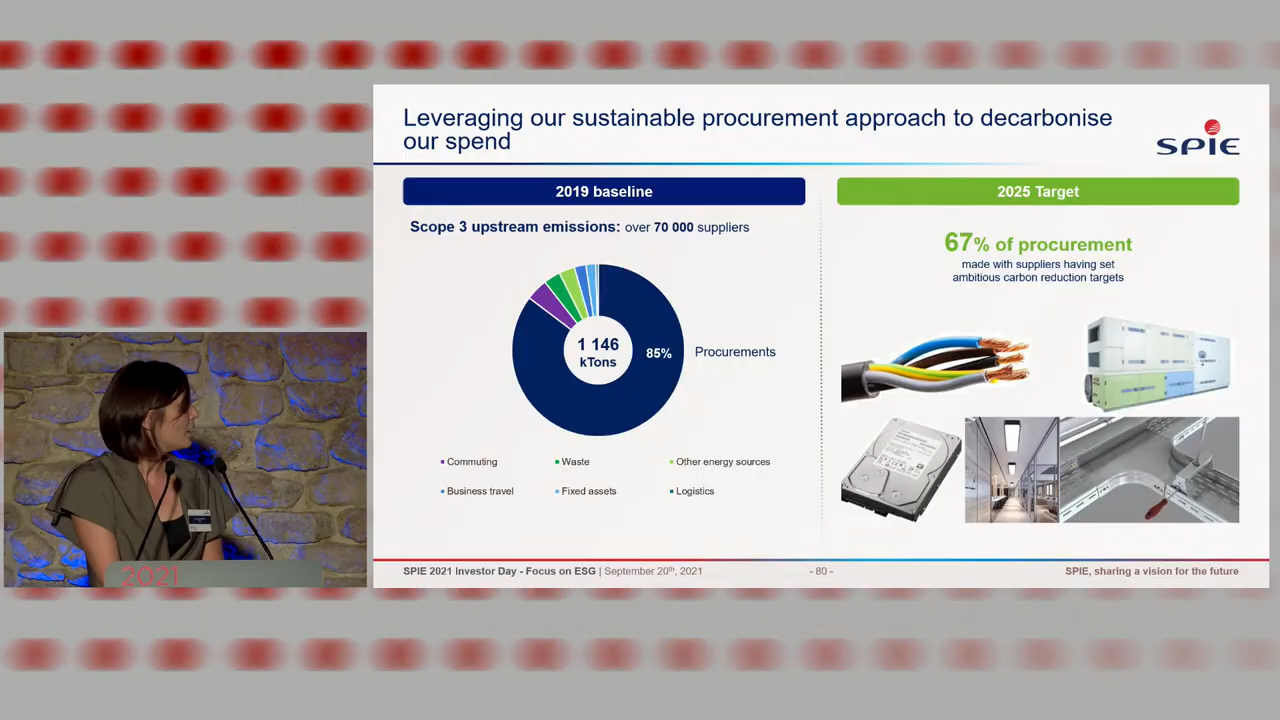 Leveraging our sustainable procurement approach to decarbonise
our spend
SPIE
2019 baseline
2025 Target
Scope 3 upstream emissions: over 70 000 suppliers
67% of procurement
made with suppliers having set
ambitious carbon reduction targets
1 146
kTons
85%
Procurements
Commuting
Waste
Other energy sources
Business travel
Fixed assets
Logistics
2021
SPIE 2021 Investor Day - Focus on ESG | September 20th, 2021
- 80 -
SPIE, sharing a vision for the future